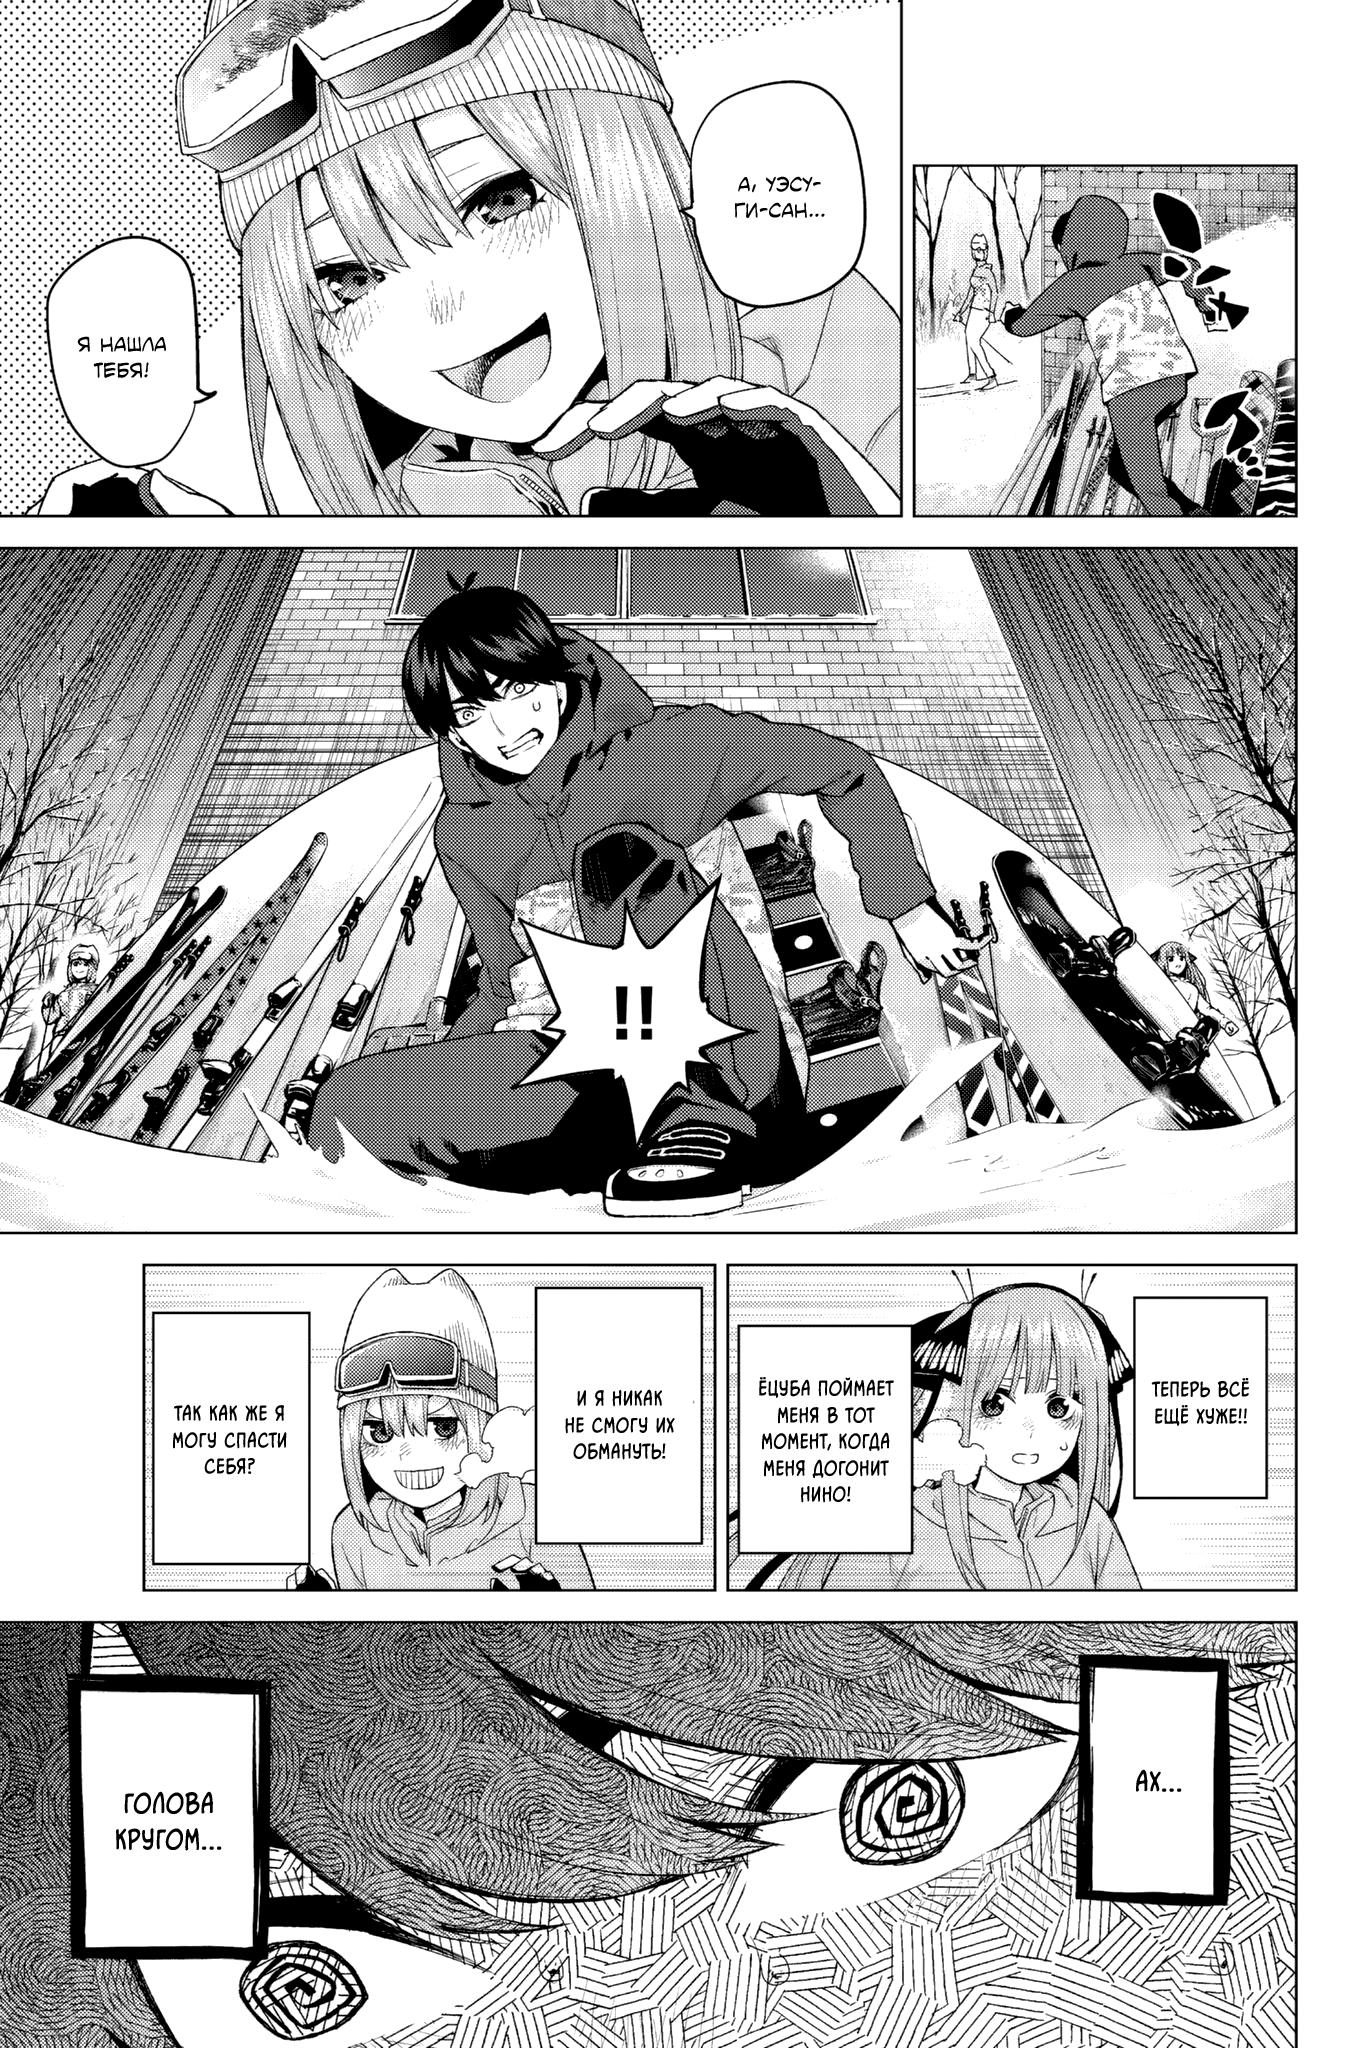 А, УЭСУ-
ГИ-САН...
Я НАШЛА
ТЕБЯ!
!!
ТЕПЕРЬ ВСЁ
ЕЩЁ ХУЖЕ!!
ЁЦУБА ПОЙМАЕТ
МЕНЯ В ТОТ
МОМЕНТ, КОГДА
МЕНЯ ДОГОНИТ
НИНО!
И Я НИКАК
НЕ СМОГУ ИХ
ОБМАНУТЬ!
ТАК КАК ЖЕ Я
МОГУ СПАСТИ
СЕБЯ?
АХ...
ГОЛОВА
КРУГОМ...